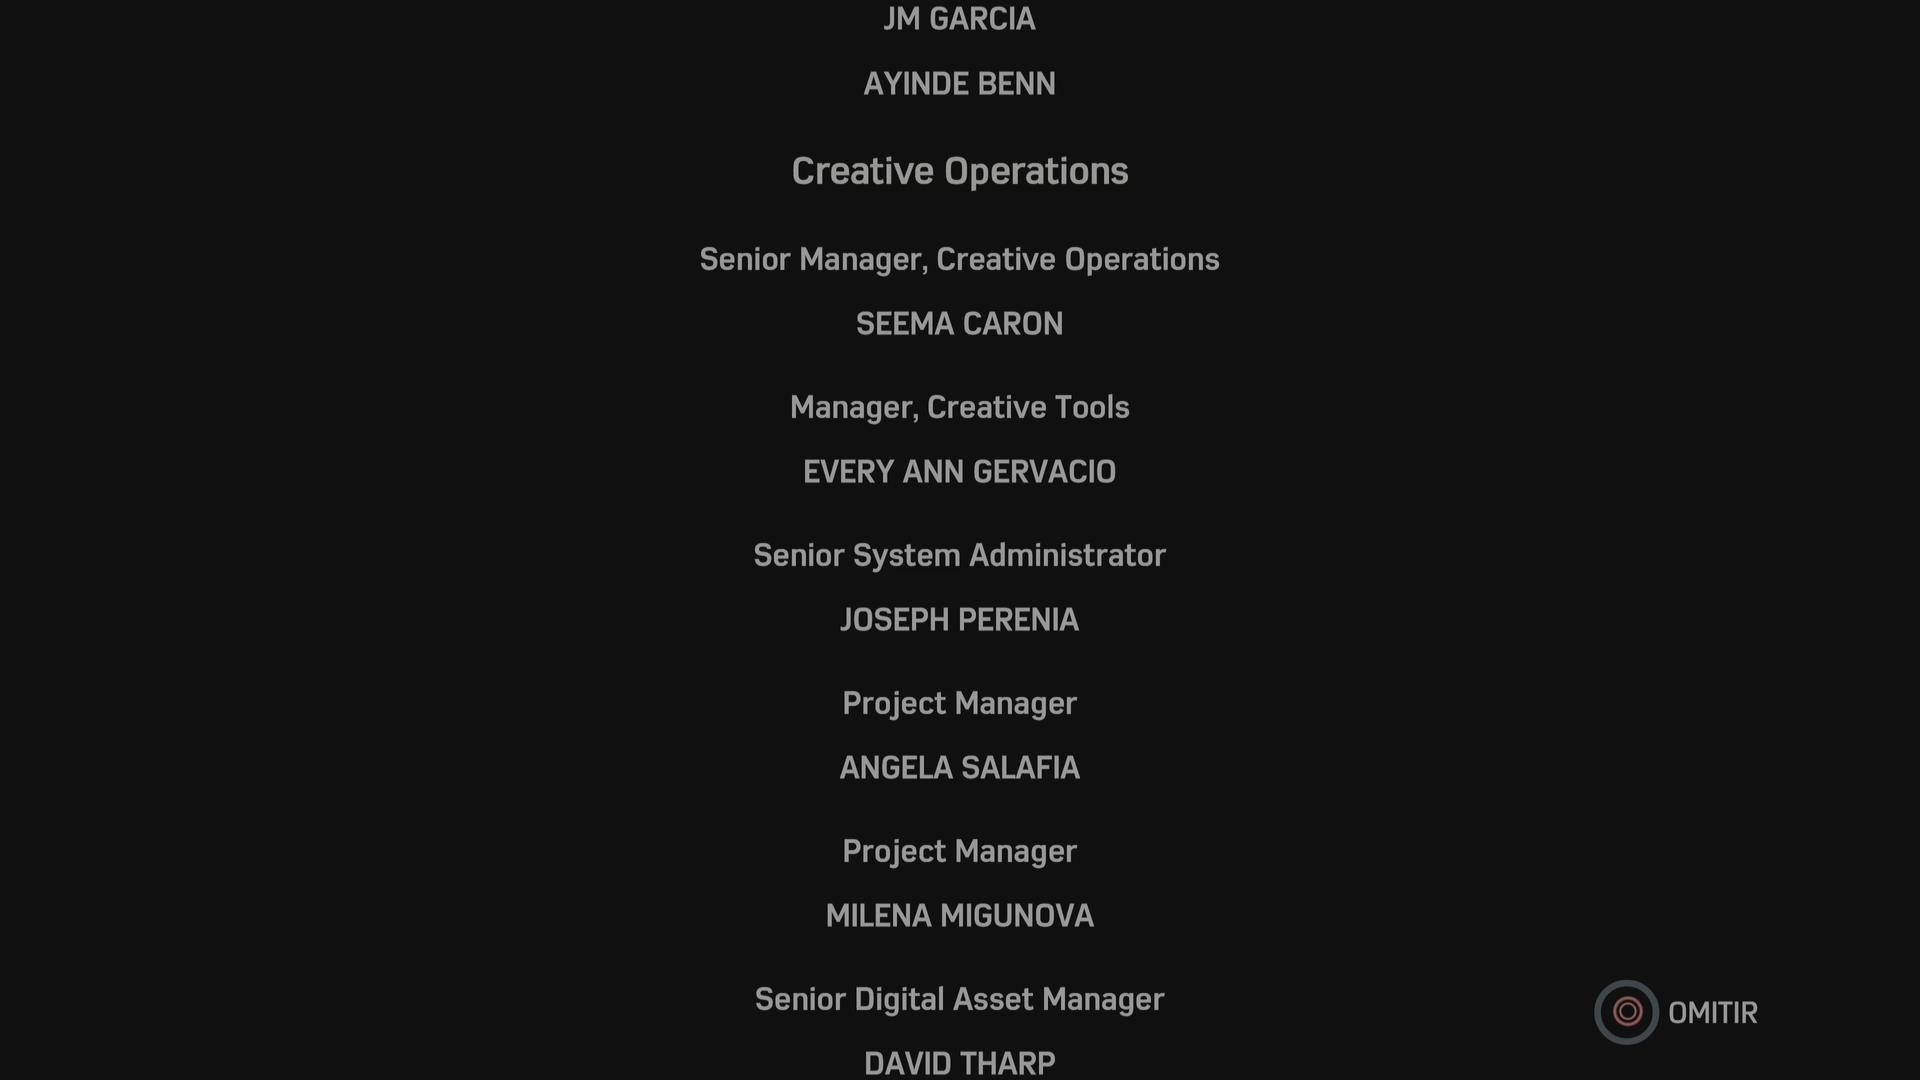 JM GARCIA
AYINDE BENN
Creative Operations
Senior Manager, Creative Operations
SEEMA CARON
Manager, Creative Tools
EVERY ANN GERVACIO
Senior System Administrator
JOSEPH PERENIA
Project Manager
ANGELA SALAFIA
Project Manager
MILENA MIGUNOVA
Senior Digital Asset Manager
OMITIR
DAVID THARP